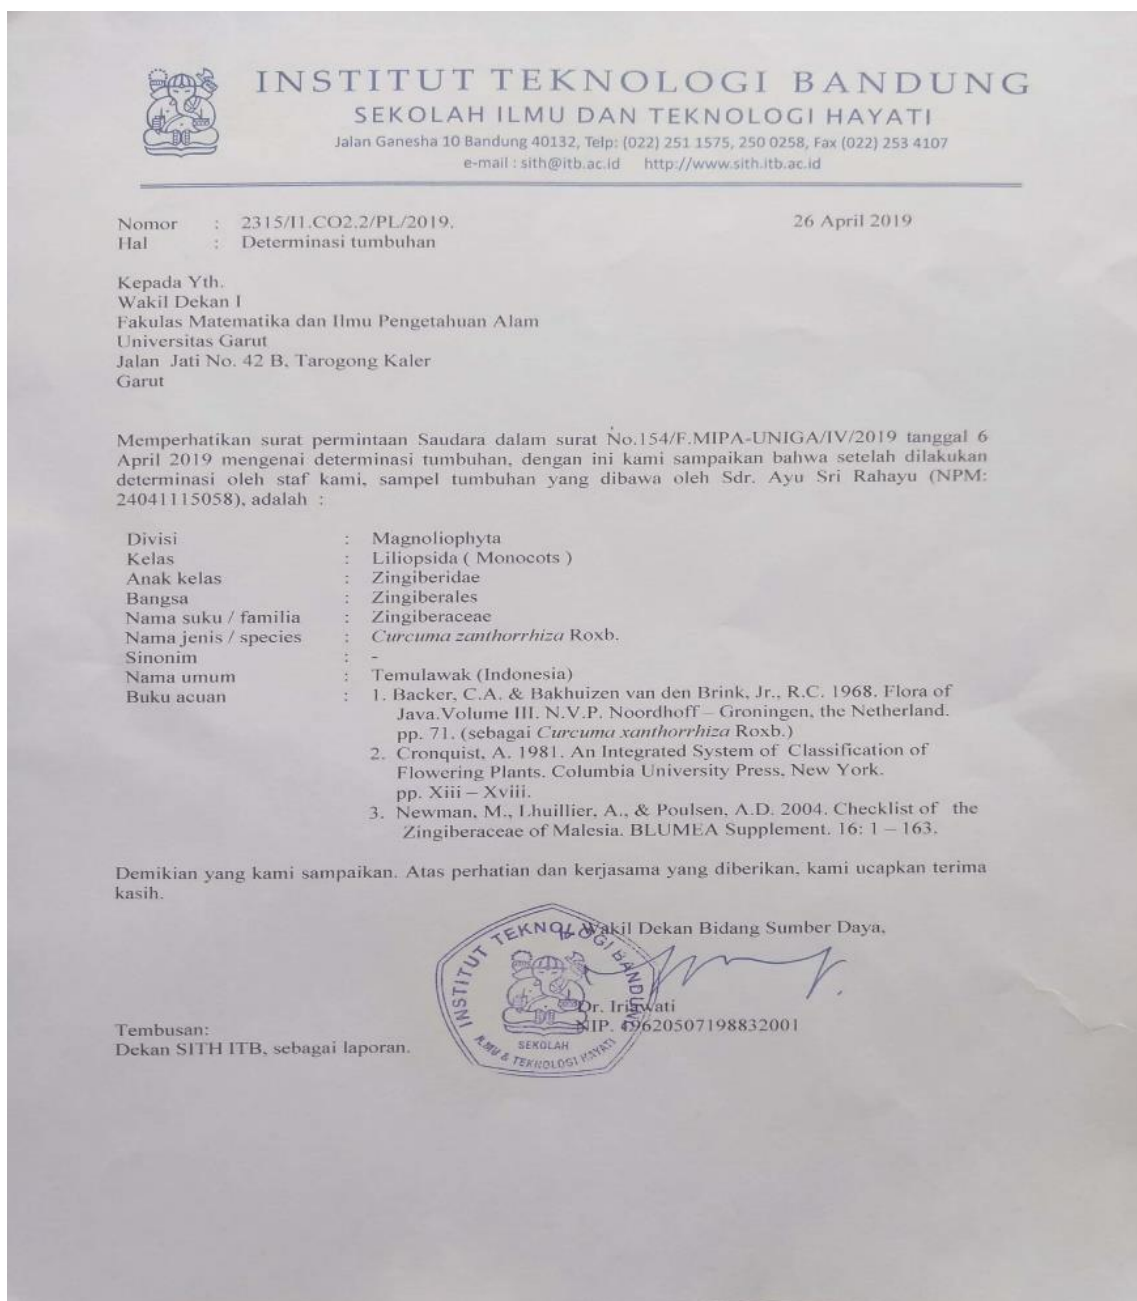 INSTITUT TEKNOLOGI BANDUNG
SEKOLAH ILMU DAN TEKNOLOGI HAYATI
Jalan Ganesha 10 Bandung 40132, Telp: (022) 251 1575, 250 0258, Fax (022) 253 4107
e-mail : sith@itb.ac.id http://www.sith.itb.ac.id
Nomor : 2315/I1.CO2.2/PL/2019. 26 April 2019
Hal : Determinasi tumbuhan
Kepada Yth.
Wakil Dekan I
Fakulas Matematika dan Ilmu Pengetahuan Alam
Universitas Garut
Jalan Jati No. 42 B, Tarogong Kaler
Garut
Memperhatikan surat permintaan Saudara dalam surat No.154/F.MIPA-UNIGA/IV/2019 tanggal 6
April 2019 mengenai determinasi tumbuhan, dengan ini kami sampaikan bahwa setelah dilakukan
determinasi oleh staf kami, sampel tumbuhan yang dibawa oleh Sdr. Ayu Sri Rahayu (NPM:
24041115058), adalah :
Divisi : Magnoliophyta
Kelas : Liliopsida ( Monocots )
Anak kelas : Zingiberidae
Bangsa : Zingiberales
Nama suku / familia : Zingiberaceae
Nama jenis / species : Curcuma zanthorrhiza Roxb.
Sinonim : -
Nama umum : Temulawak (Indonesia)
Buku acuan : 1. Backer, C.A. & Bakhuizen van den Brink, Jr., R.C. 1968. Flora of
Java.Volume III. N.V.P. Noordhoff – Groningen, the Netherland.
pp. 71. (sebagai Curcuma xanthorrhiza Roxb.)
2. Cronquist, A. 1981. An Integrated System of Classification of
Flowering Plants. Columbia University Press, New York.
pp. Xiii – Xviii.
3. Newman, M., Lhuillier, A., & Poulsen, A.D. 2004. Checklist of the
Zingiberaceae of Malesia. BLUMEA Supplement. 16: 1 – 163.
Demikian yang kami sampaikan. Atas perhatian dan kerjasama yang diberikan, kami ucapkan terima
kasih.
Wakil Dekan Bidang Sumber Daya,
INSTITUT TEKNOLOGI BANDUNG
SEKOLAH
ILMU & TEKNOLOGI HAYATI
Dr. Irinwati
NIP. 19620507198832001
Tembusan:
Dekan SITH ITB, sebagai laporan.